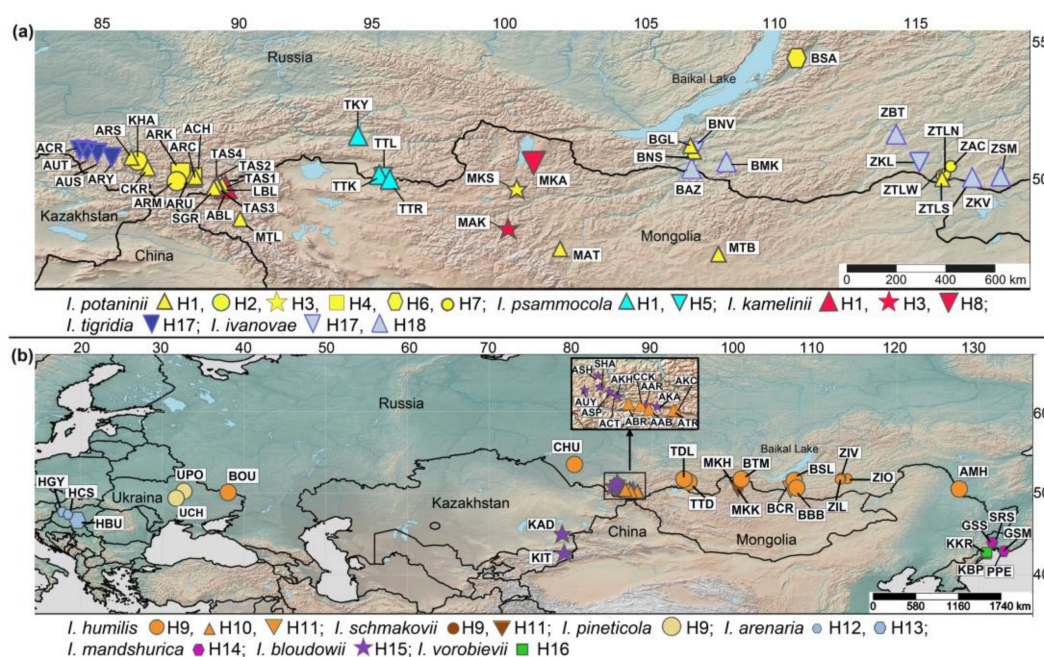 85 90 95 100 105 110 115
(a)
55
50
Russia
Baikal Lake
Kazakhstan
China
Mongolia
BSA
KHA
ARS
ARK
ARC
ACH
TAS4
TAS2
TAS1
LBL
TAS3
ACR
AUT
AUS
ARY
CKR
ARM
ARU
SGR
ABL
MTL
TKY
TTL
TTK
TTR
MKS
MKA
MAK
MAT
MTB
BGL
BNV
BNS
BAZ
BMK
ZBT
ZTLN
ZAC
ZSM
ZKL
ZTLW
ZTLS
ZKV
0 200 400 600 km
I. potaninii H1, H2, H3, H4, H6, H7; I. psammocola H1, H5; I. kamelinii H1, H3, H8;
I. tigridia H17; I. ivanovae H17, H18
(b)
20 30 40 50 60 70 80 90 100 110 120 130
60
50
40
Russia
Baikal Lake
Ukraina
Kazakhstan
China
Mongolia
SHA
ASH
AKH
CCK
AAR
AKC
AUY
ASP
AKA
ACT
ABR
AAB
ATR
CHU
TDL
TTD
MKH
BTM
MKK
BCR
BSL
BBB
ZIV
ZIO
ZIL
AMH
HGY
HCS
HBU
UPO
UCH
BOU
KAD
KIT
SRS
GSS
GSM
KKR
KBP
PPE
0 580 1160 1740 km
I. humilis H9, H10, H11; I. schmakovii H9, H11; I. pineticola H9; I. arenaria H12, H13;
I. mandshurica H14; I. bloudowii H15; I. vorobievii H16